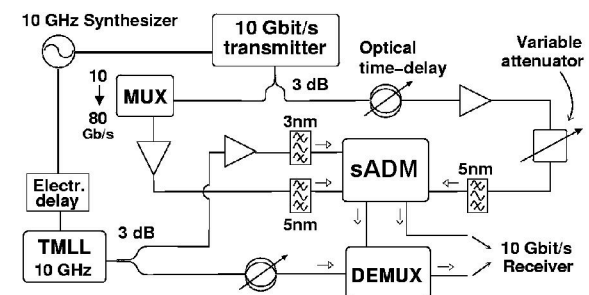 10 GHz Synthesizer
10 Gbit/s
transmitter
Optical
time-delay
Variable
attenuator
10
80
Gb/s
MUX
3 dB
3nm
sADM
5nm
5nm
Electr.
delay
TMLL
10 GHz
3 dB
DEMUX
10 Gbit/s
Receiver